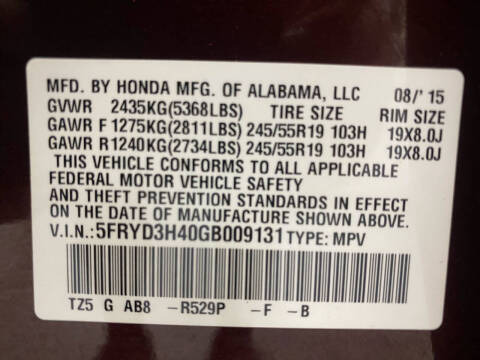 MFD. BY HONDA MFG. OF ALABAMA, LLC 08/' 15
GVWR 2435KG(5368LBS) TIRE SIZE RIM SIZE
GAWR F1275KG(2811LBS) 245/55R19 103H 19X8.0J
GAWR R1240KG(2734LBS) 245/55R19 103H 19X8.0J
THIS VEHICLE CONFORMS TO ALL APPLICABLE
FEDERAL MOTOR VEHICLE SAFETY
AND THEFT PREVENTION STANDARDS IN EFFECT
ON THE DATE OF MANUFACTURE SHOWN ABOVE.
V.I.N.:5FRYD3H40GB009131 TYPE: MPV
TZ5 G AB8 -R529P -F -B